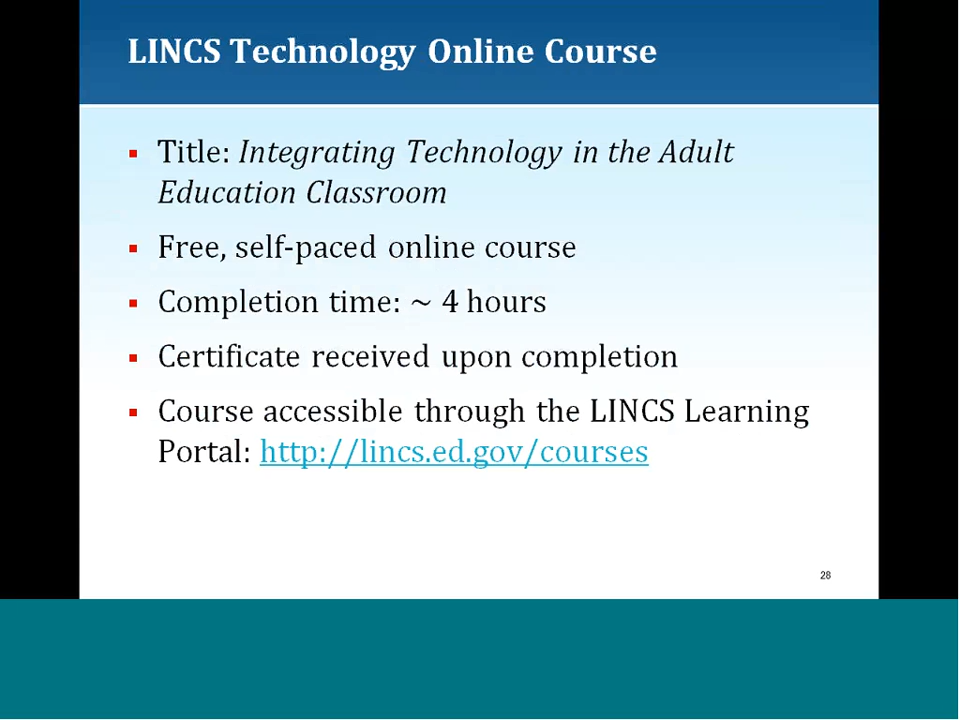 LINCS Technology Online Course
▪ Title: Integrating Technology in the Adult
Education Classroom
▪ Free, self-paced online course
▪ Completion time: ~ 4 hours
▪ Certificate received upon completion
▪ Course accessible through the LINCS Learning
Portal: http://lincs.ed.gov/courses
28